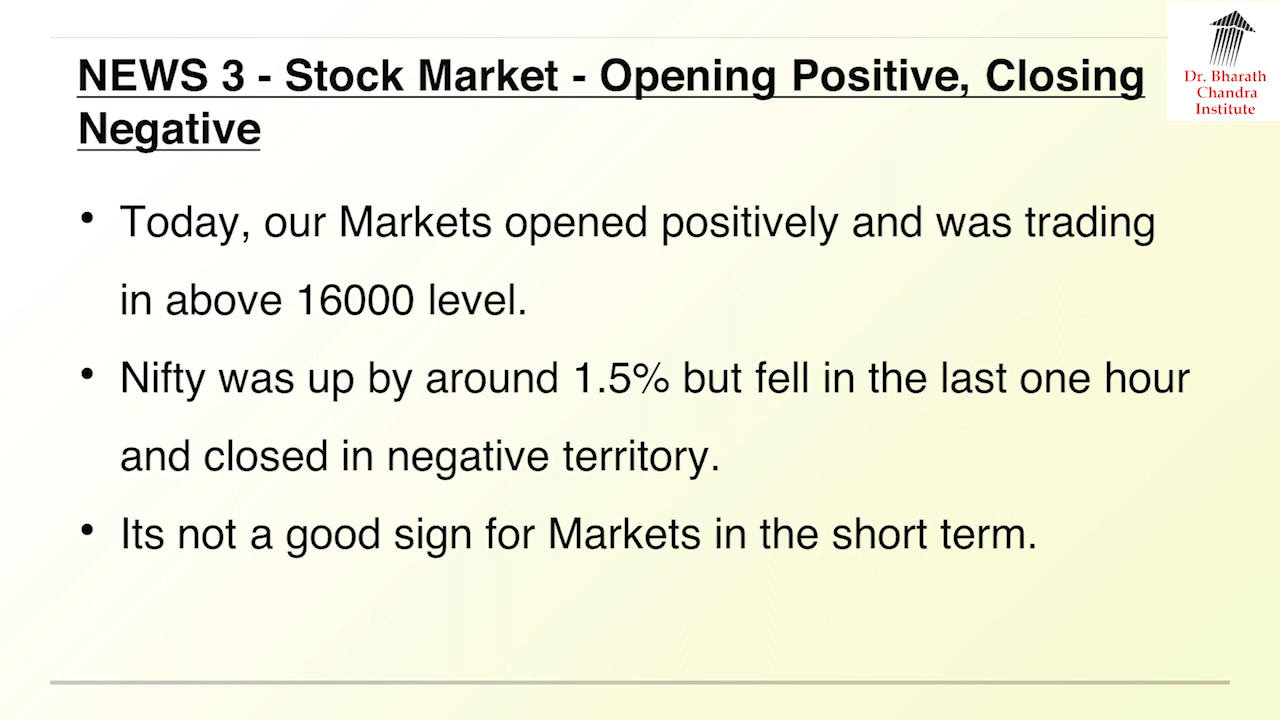 NEWS 3 - Stock Market - Opening Positive, Closing
Negative
Dr. Bharath
Chandra
Institute
• Today, our Markets opened positively and was trading
in above 16000 level.
• Nifty was up by around 1.5% but fell in the last one hour
and closed in negative territory.
• Its not a good sign for Markets in the short term.